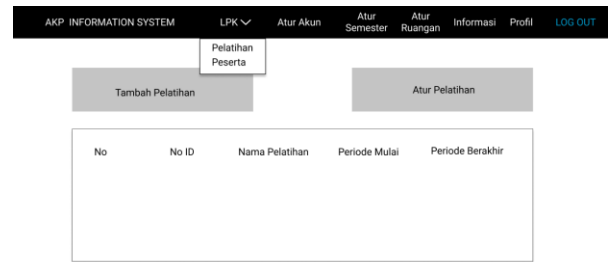 AKP INFORMATION SYSTEM LPK Atur Akun Atur Semester Atur Ruangan Informasi Profil LOG OUT
Pelatihan
Peserta
Tambah Pelatihan Atur Pelatihan
No No ID Nama Pelatihan Periode Mulai Periode Berakhir